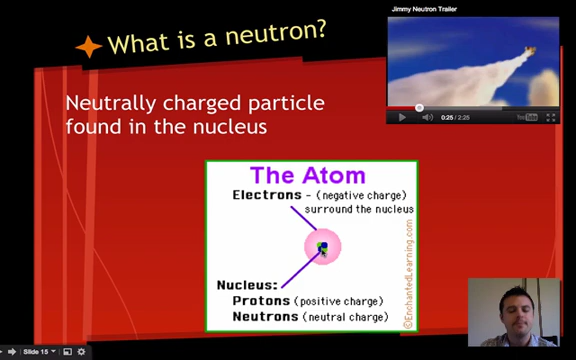 Jimmy Neutron Trailer
What is a neutron?
0:25 / 2:25
YouTube
Neutrally charged particle
found in the nucleus
The Atom
Electrons - (negative charge)
surround the nucleus
Nucleus:
Protons (positive charge)
Neutrons (neutral charge)
©EnchantedLearning.com
Slide 15